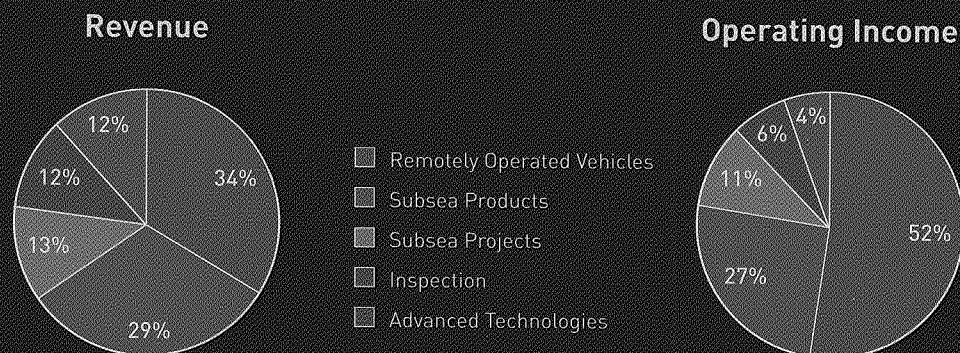 Revenue
Operating Income
12%
34%
12%
13%
29%
Remotely Operated Vehicles
Subsea Products
Subsea Projects
Inspection
Advanced Technologies
4%
6%
11%
52%
27%